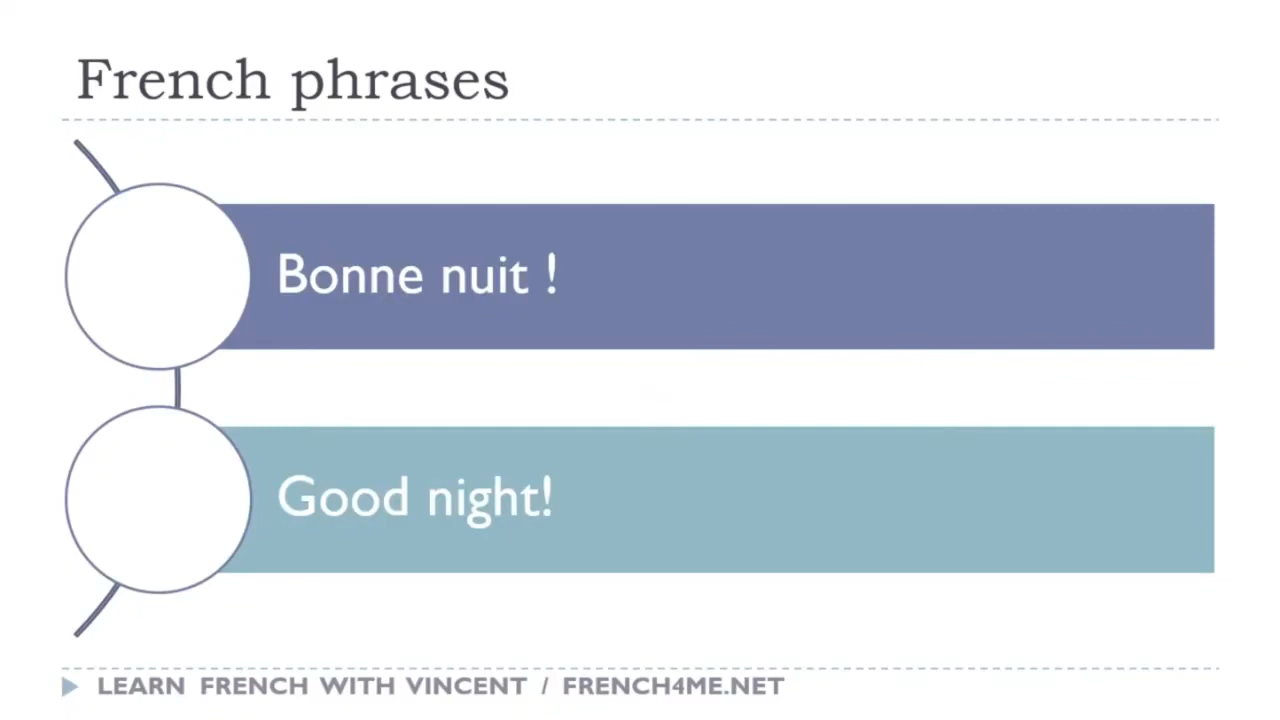 French phrases
Bonne nuit !
Good night!
LEARN FRENCH WITH VINCENT / FRENCH4ME.NET